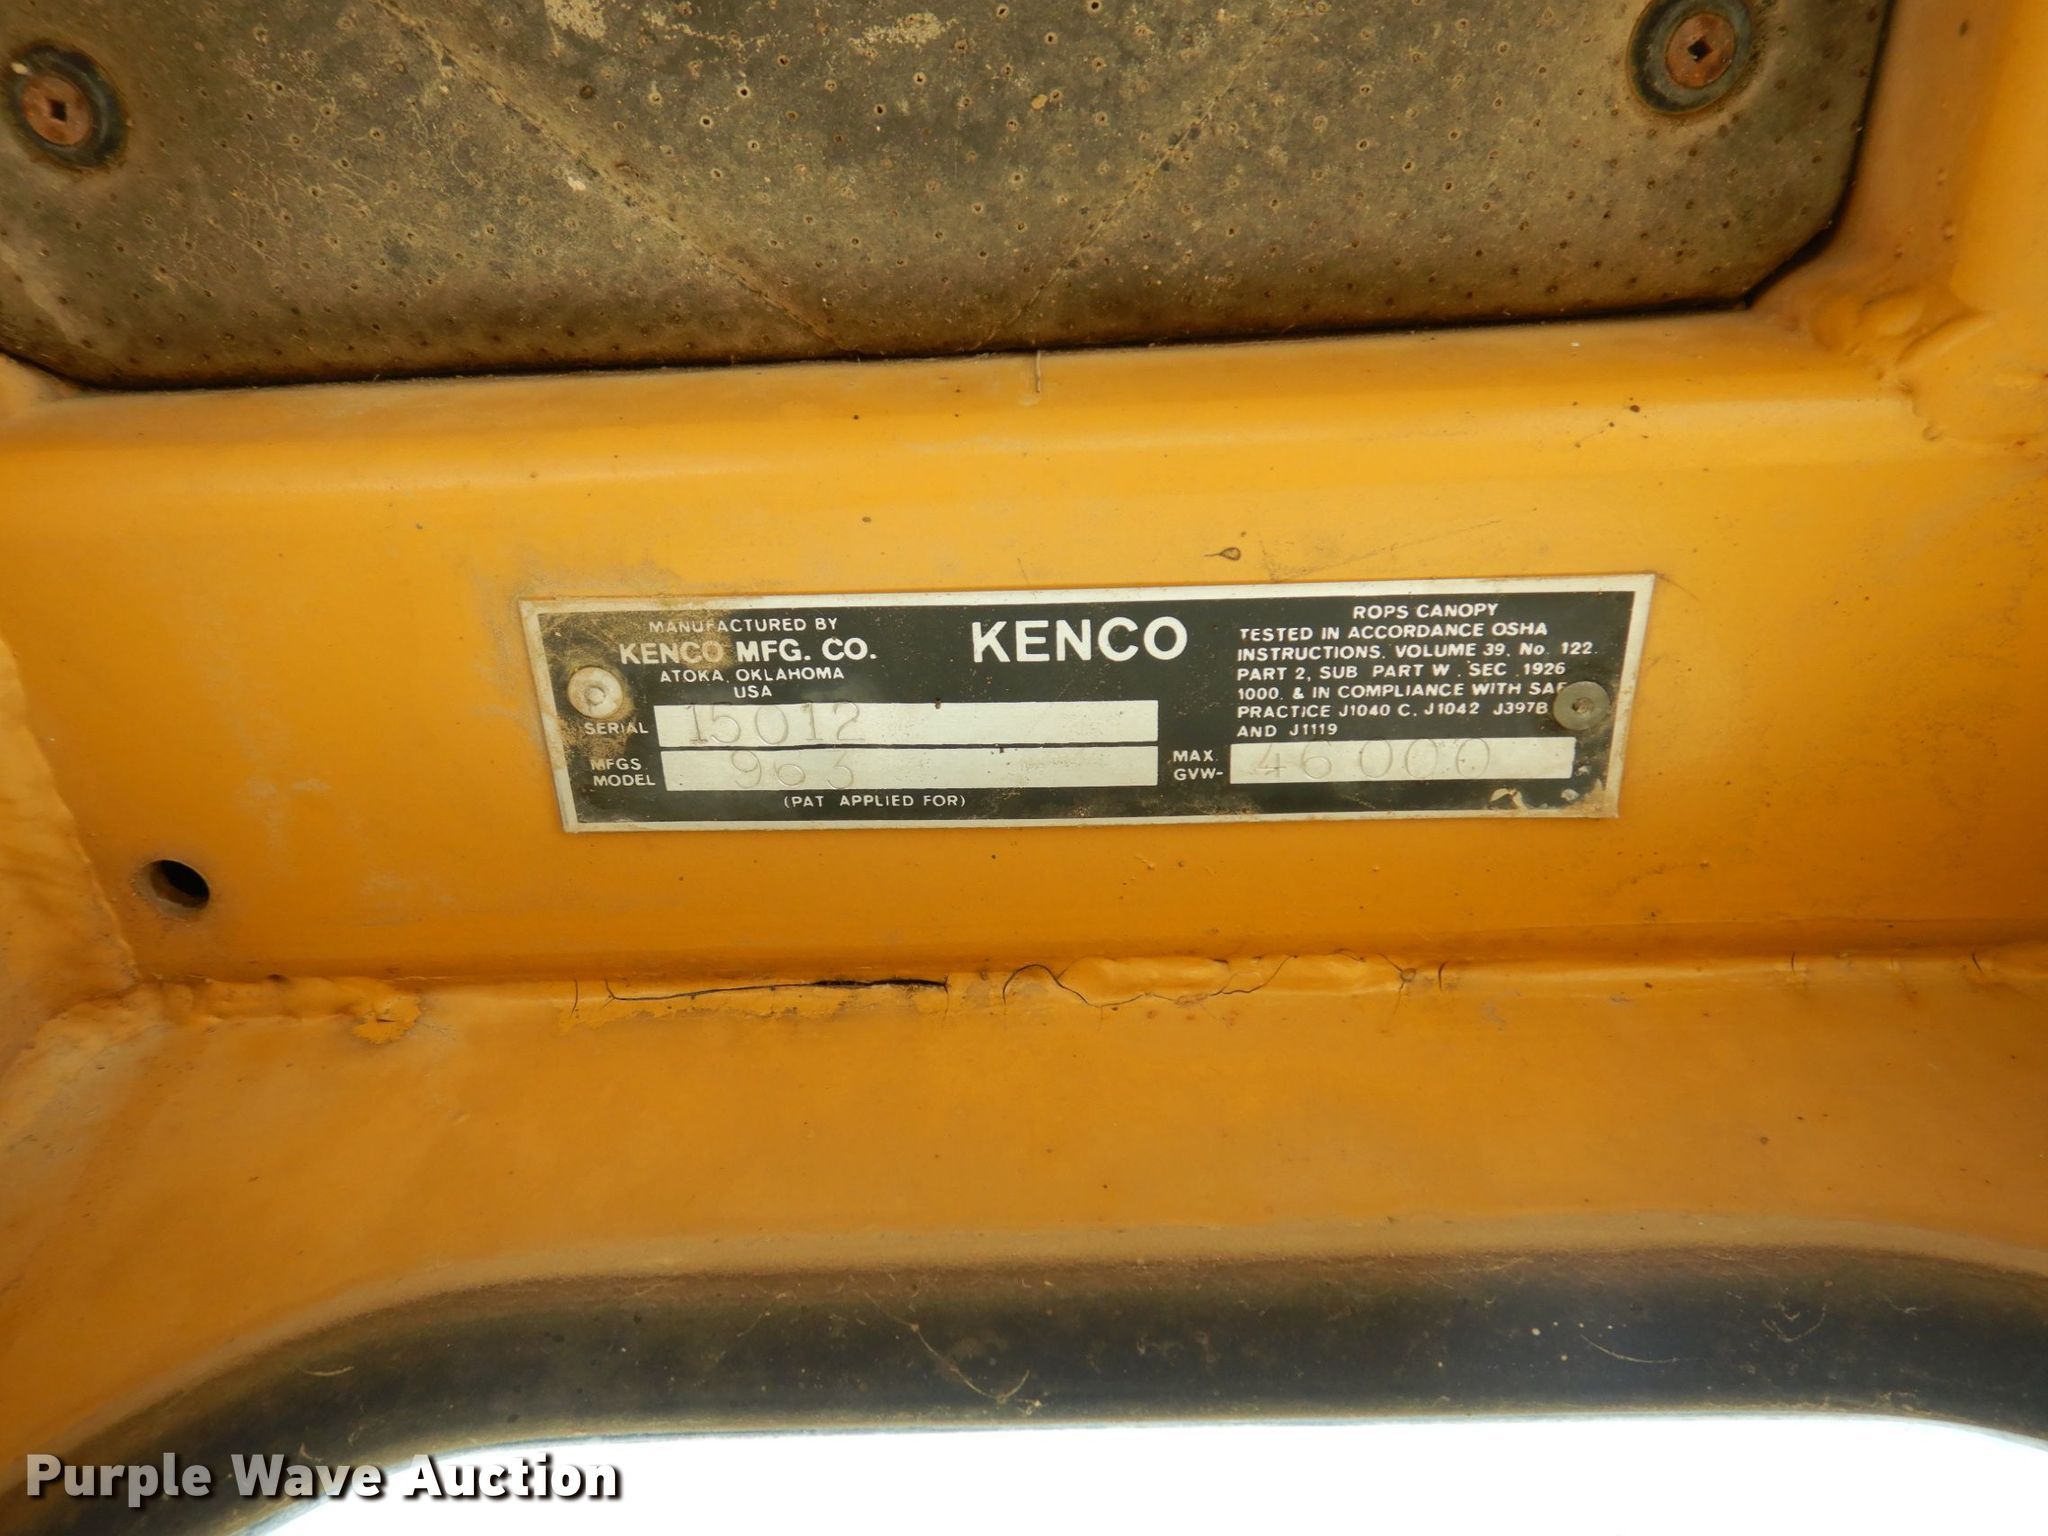 MANUFACTURED BY
KENCO MFG. CO.
ATOKA, OKLAHOMA
USA
SERIAL 15012
MFGS. MODEL 963
(PAT APPLIED FOR)
KENCO
ROPS CANOPY
TESTED IN ACCORDANCE OSHA
INSTRUCTIONS. VOLUME 39, No. 122.
PART 2, SUB PART W. SEC. 1926
1000. & IN COMPLIANCE WITH SAE
PRACTICE J1040 C, J1042 J397B
AND J1119
MAX. GVW- 46000
Purple Wave Auction